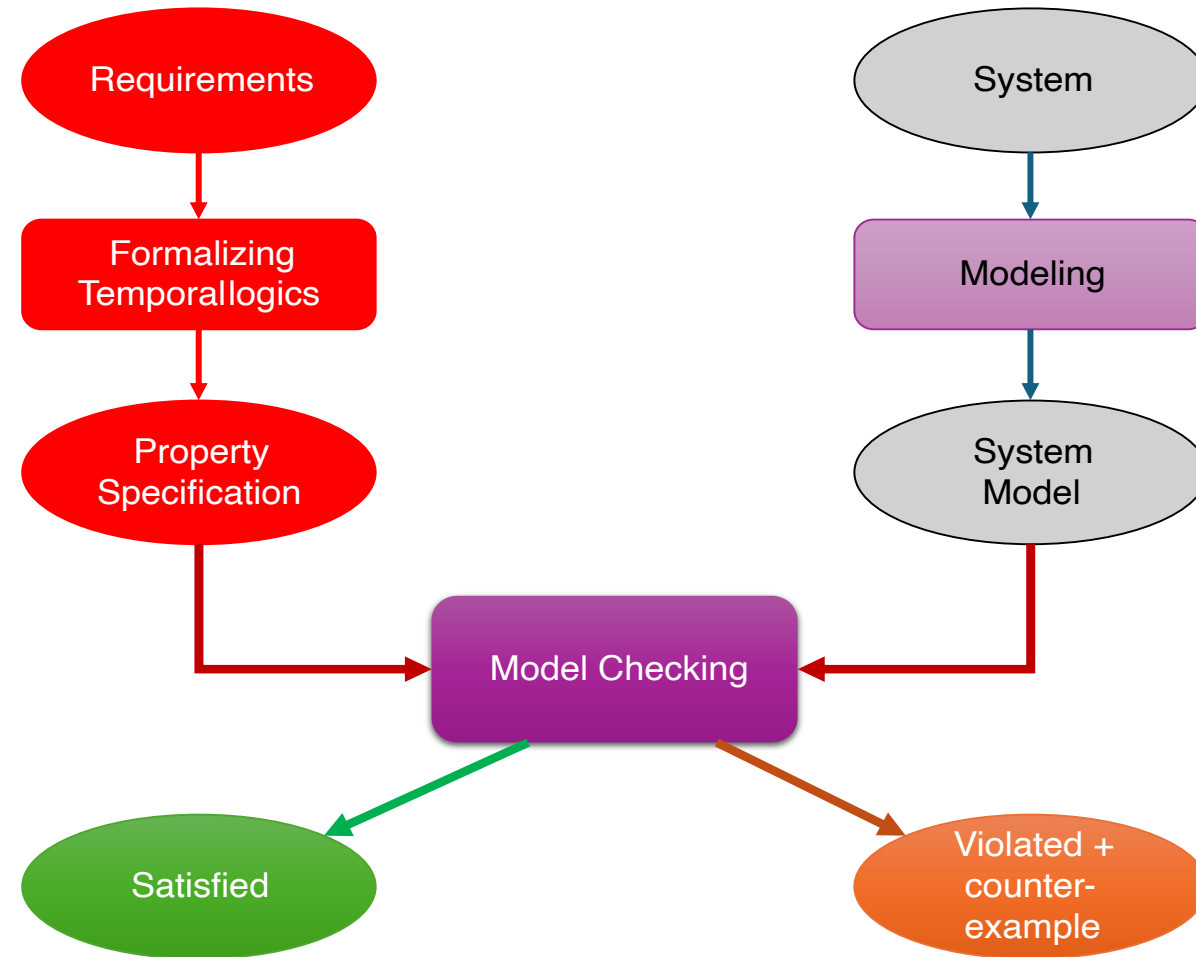 Requirements
System
Formalizing
Temporallogics
Modeling
Property
Specification
System
Model
Model Checking
Satisfied
Violated +
counter-
example